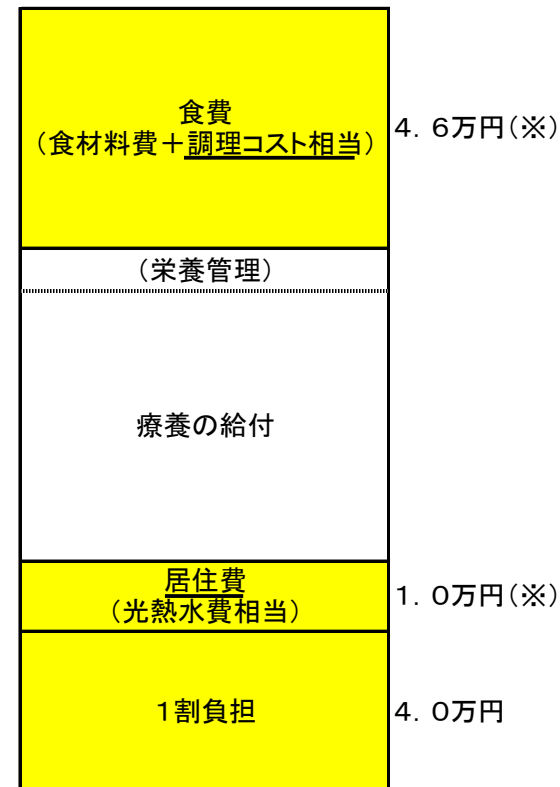 食費
（食材料費＋調理コスト相当）
４．６万円（※）
（栄養管理）
療養の給付
居住費
（光熱水費相当）
１．０万円（※）
１割負担
４．０万円